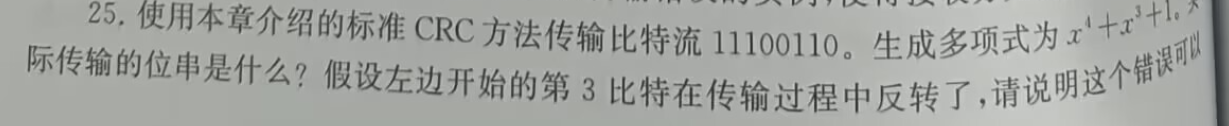 25. 使用本章介绍的标准 CRC 方法传输比特流 11100110。生成多项式为 x⁴+x³+1。
际传输的位串是什么？假设左边开始的第 3 比特在传输过程中反转了,请说明这个错误可以